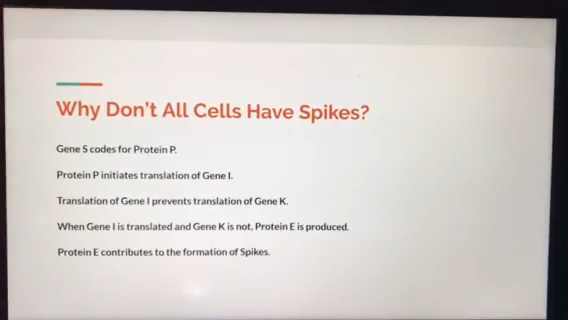 Why Don't All Cells Have Spikes?
Gene S codes for Protein P.
Protein P initiates translation of Gene I.
Translation of Gene I prevents translation of Gene K.
When Gene I is translated and Gene K is not, Protein E is produced.
Protein E contributes to the formation of Spikes.